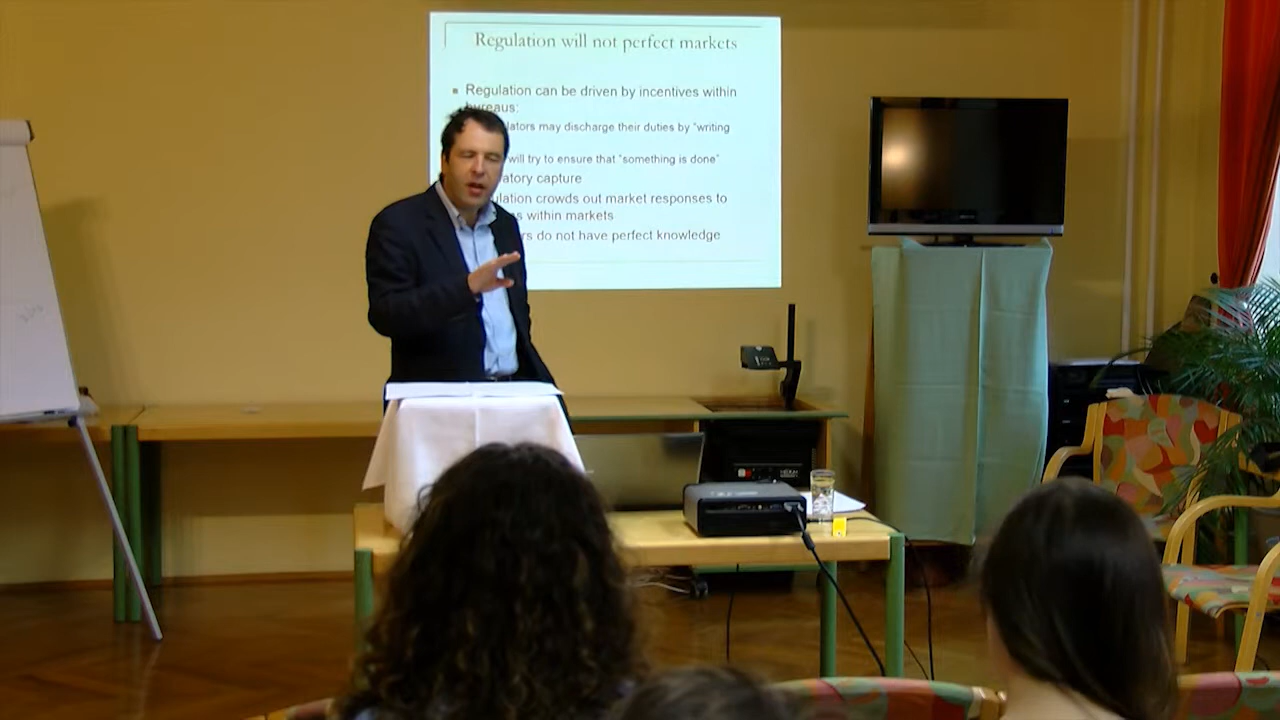 Regulation will not perfect markets
Regulation can be driven by incentives within
bureaus:
lators may discharge their duties by "writing
will try to ensure that "something is done"
atory capture
ulation crowds out market responses to
s within markets
rs do not have perfect knowledge